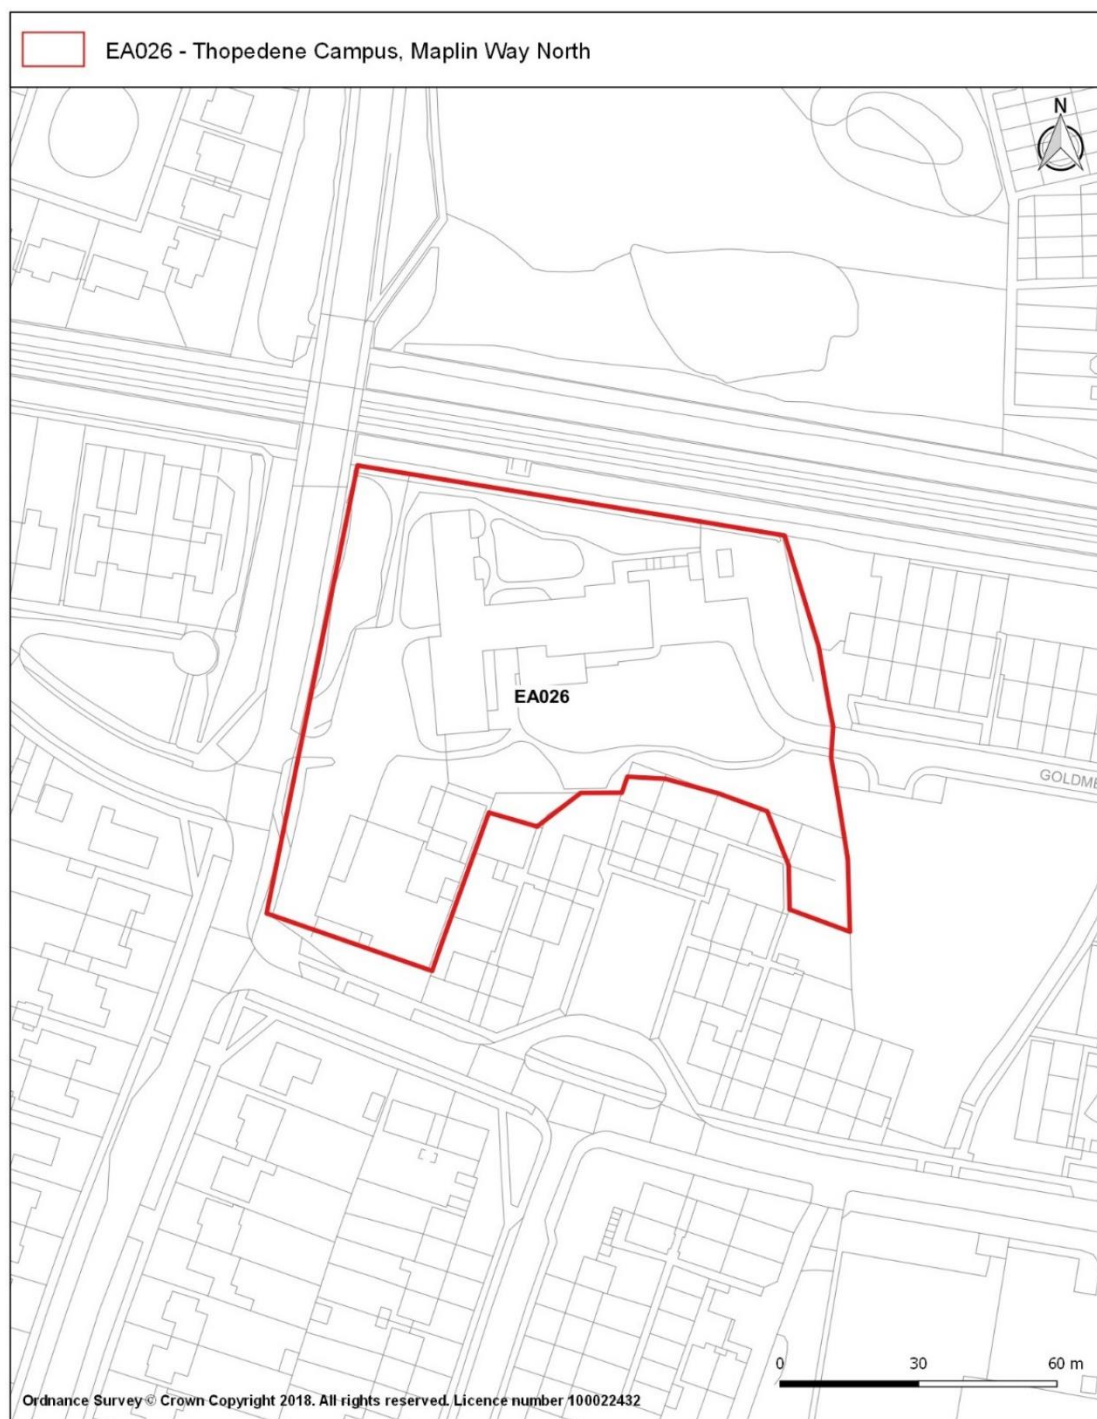 EA026 - Thopedene Campus, Maplin Way North
N
EA026
GOLDME
0 30 60 m
Ordnance Survey © Crown Copyright 2018. All rights reserved. Licence number 100022432